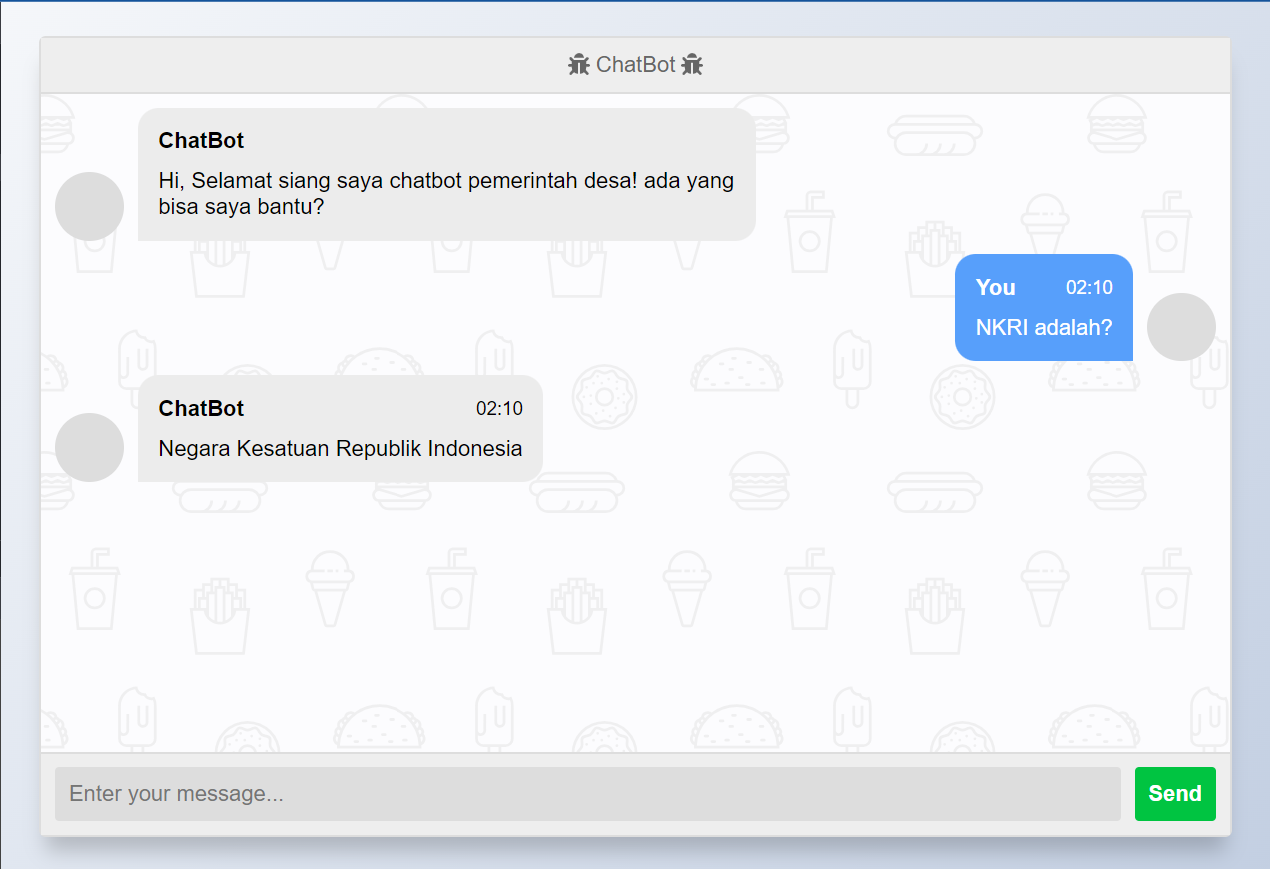 ChatBot
ChatBot
Hi, Selamat siang saya chatbot pemerintah desa! ada yang
bisa saya bantu?
You 02:10
NKRI adalah?
ChatBot 02:10
Negara Kesatuan Republik Indonesia
Enter your message...
Send